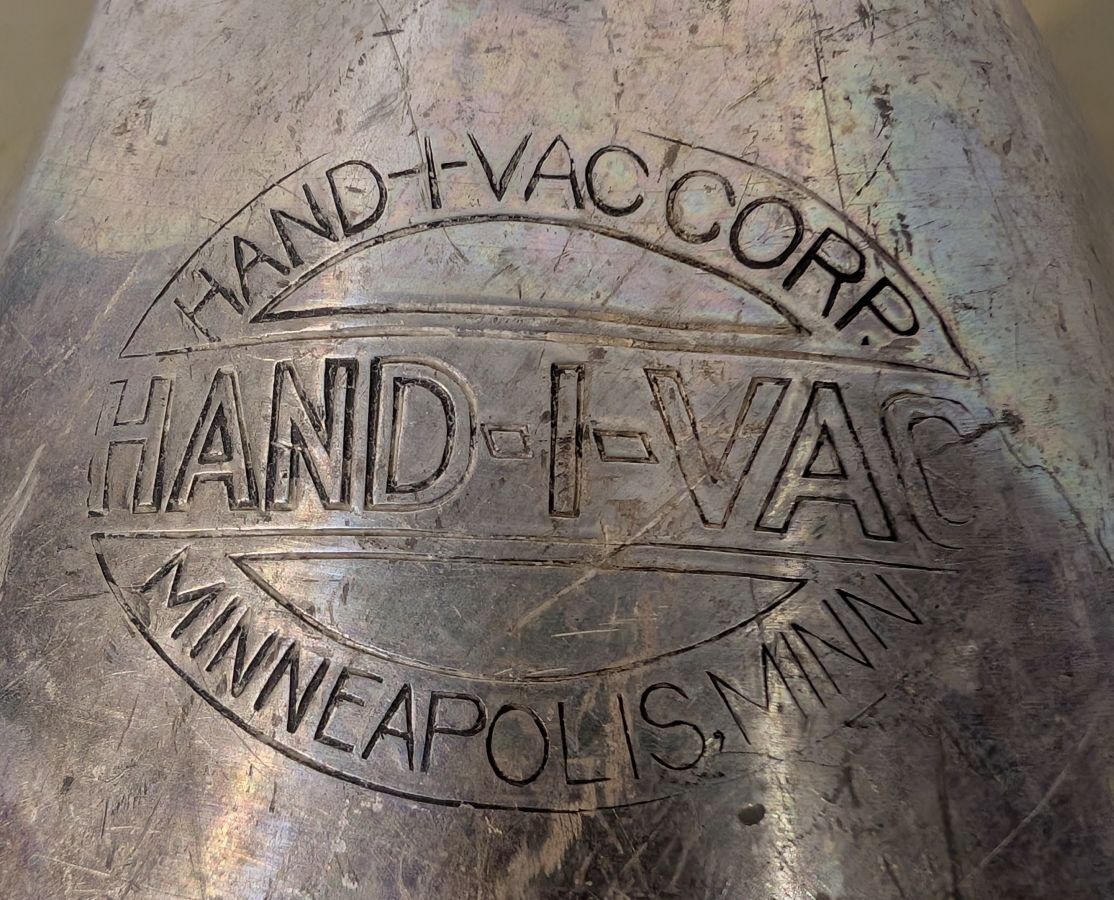 HAND-I-VAC CORP.
HAND-I-VAC
MINNEAPOLIS, MINN